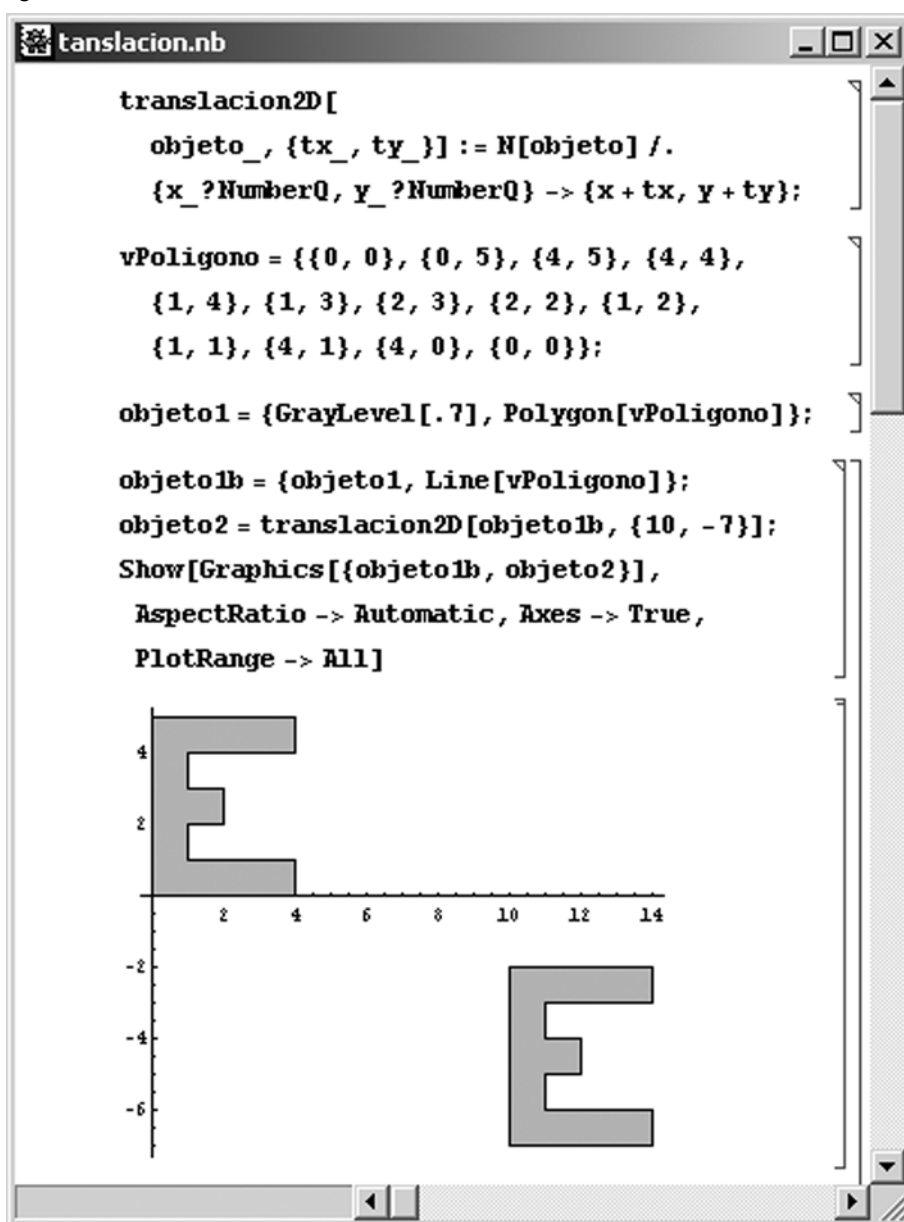 tanslacion.nb
translacion2D[
objeto_, {tx_, ty_}] := N[objeto] /.
{x_?NumberQ, y_?NumberQ} -> {x + tx, y + ty};
vPoligono = {{0, 0}, {0, 5}, {4, 5}, {4, 4},
{1, 4}, {1, 3}, {2, 3}, {2, 2}, {1, 2},
{1, 1}, {4, 1}, {4, 0}, {0, 0}};
objeto1 = {GrayLevel[.7], Polygon[vPoligono]};
objeto1b = {objeto1, Line[vPoligono]};
objeto2 = translacion2D[objeto1b, {10, -7}];
Show[Graphics[{objeto1b, objeto2}],
AspectRatio -> Automatic, Axes -> True,
PlotRange -> All]
4
2
2 4 6 8 10 12 14
-2
-4
-6